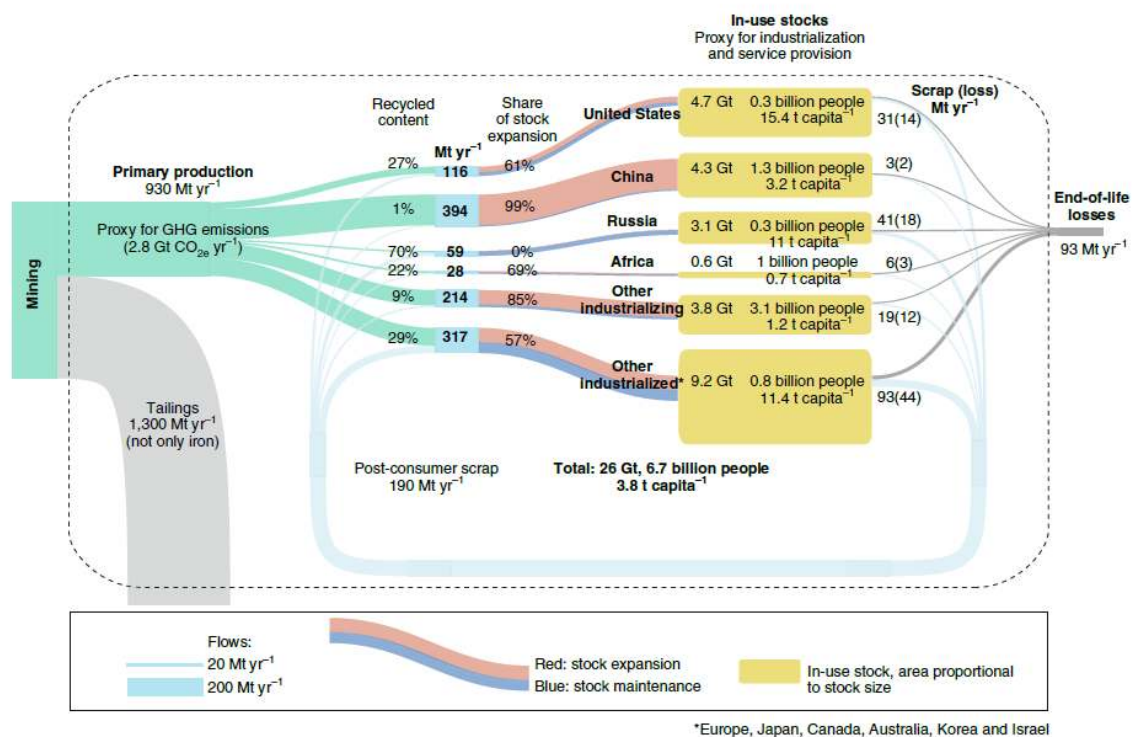 In-use stocks
Proxy for industrialization
and service provision
Recycled
content
Share
of stock
expansion
Mt yr⁻¹
Scrap (loss)
Mt yr⁻¹
Primary production
930 Mt yr⁻¹
Proxy for GHG emissions
(2.8 Gt CO₂ₑ yr⁻¹)
Mining
Tailings
1,300 Mt yr⁻¹
(not only iron)
27%
116
61%
United States
4.7 Gt
0.3 billion people
15.4 t capita⁻¹
31(14)
1%
394
99%
China
4.3 Gt
1.3 billion people
3.2 t capita⁻¹
3(2)
70%
59
0%
Russia
3.1 Gt
0.3 billion people
11 t capita⁻¹
41(18)
22%
28
69%
Africa
0.6 Gt
1 billion people
0.7 t capita⁻¹
6(3)
9%
214
85%
Other
industrializing
3.8 Gt
3.1 billion people
1.2 t capita⁻¹
19(12)
29%
317
57%
Other
industrialized*
9.2 Gt
0.8 billion people
11.4 t capita⁻¹
93(44)
End-of-life
losses
93 Mt yr⁻¹
Post-consumer scrap
190 Mt yr⁻¹
Total: 26 Gt, 6.7 billion people
3.8 t capita⁻¹
Flows:
20 Mt yr⁻¹
200 Mt yr⁻¹
Red: stock expansion
Blue: stock maintenance
In-use stock, area proportional
to stock size
*Europe, Japan, Canada, Australia, Korea and Israel